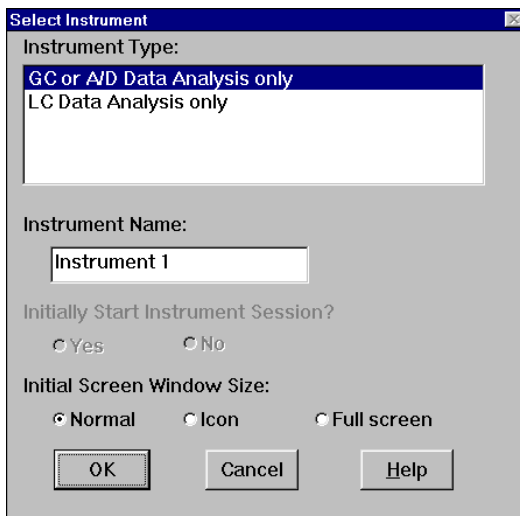 Select Instrument
Instrument Type:
GC or A/D Data Analysis only
LC Data Analysis only
Instrument Name:
Instrument 1
Initially Start Instrument Session?
Yes No
Initial Screen Window Size:
Normal Icon Full screen
OK Cancel Help